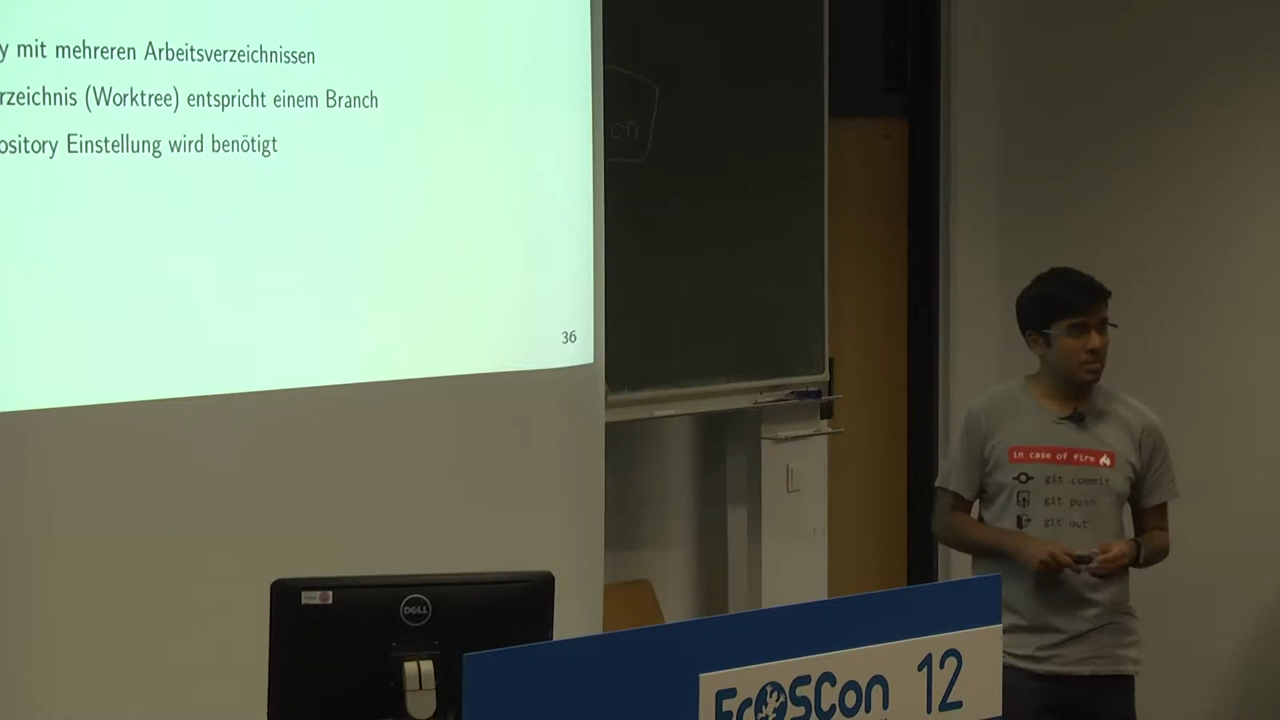 y mit mehreren Arbeitsverzeichnissen
rzeichnis (Worktree) entspricht einem Branch
ository Einstellung wird benötigt
36
on
in case of fire
git commit
git push
git out
L
DELL
FrOSCon 12